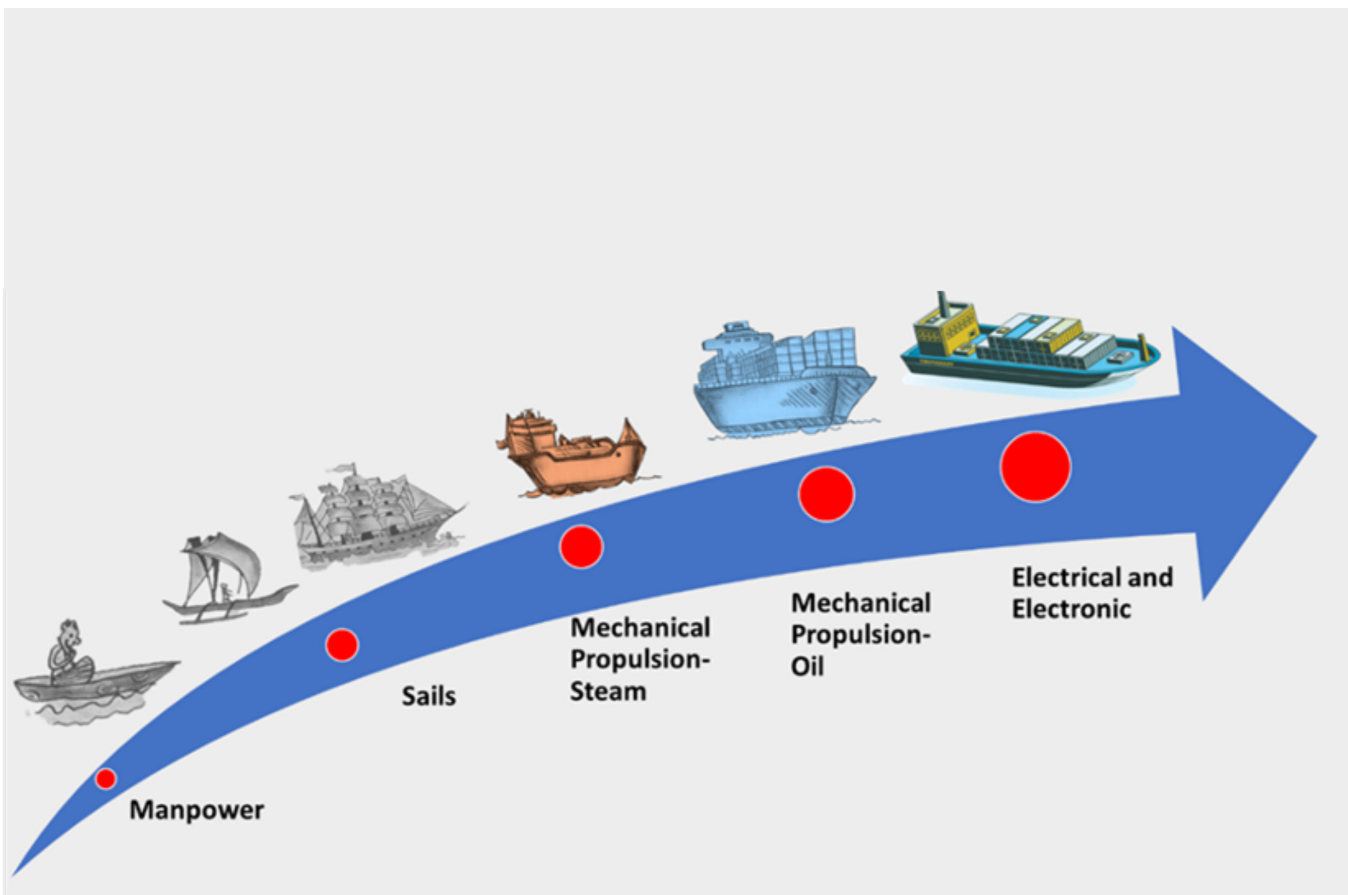 Manpower
Sails
Mechanical
Propulsion-
Steam
Mechanical
Propulsion-
Oil
Electrical and
Electronic